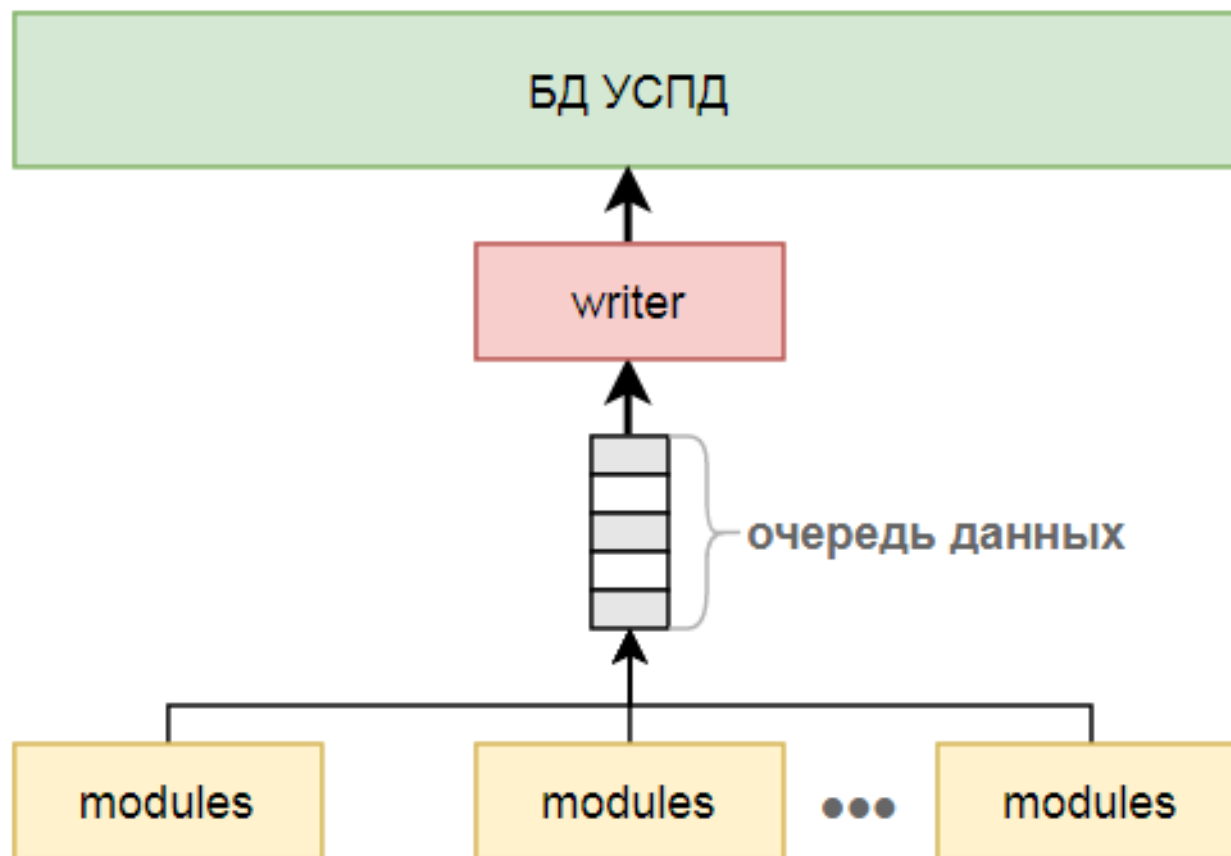 БД УСПД
writer
очередь данных
modules
modules
modules